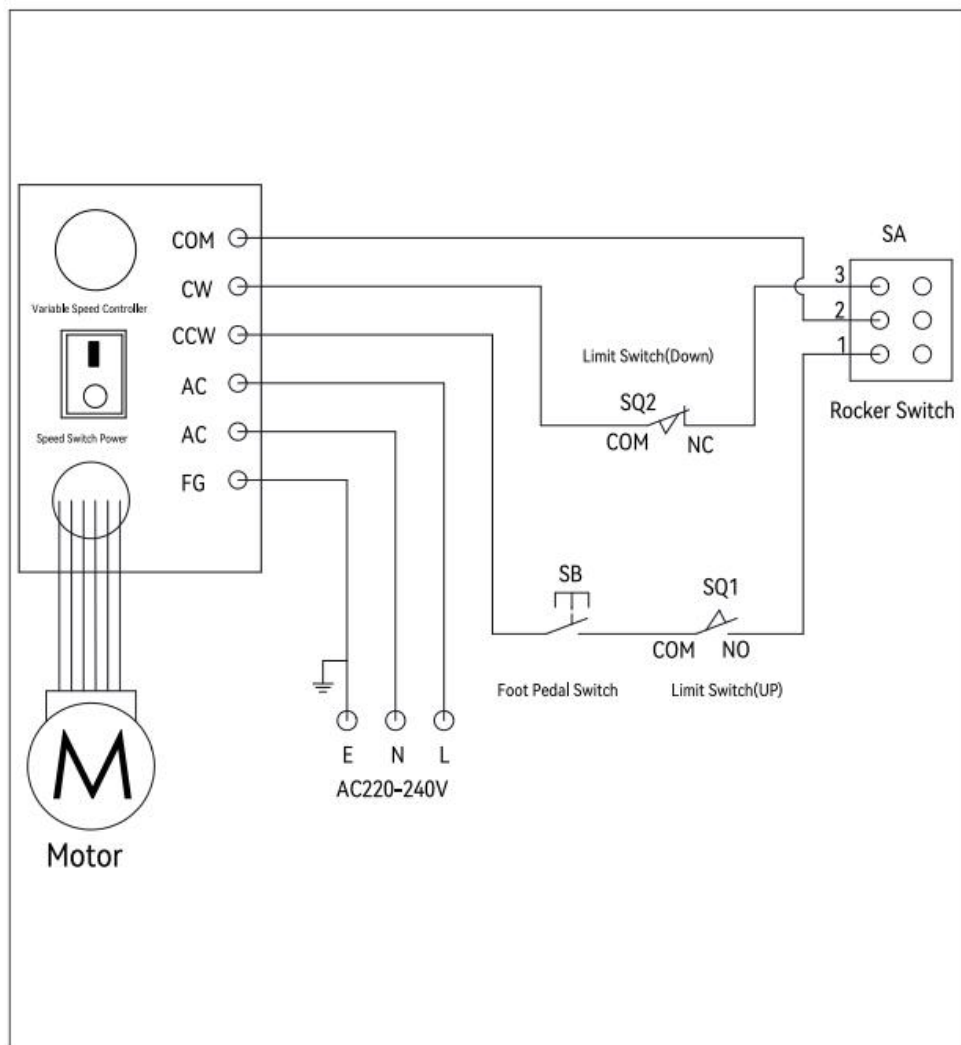 COM
CW
CCW
AC
AC
FG
Variable Speed Controller
Speed Switch Power
M
Motor
SA
3
2
1
Rocker Switch
Limit Switch(Down)
SQ2
COM NC
SB
SQ1
COM NO
Foot Pedal Switch
Limit Switch(UP)
E N L
AC220-240V